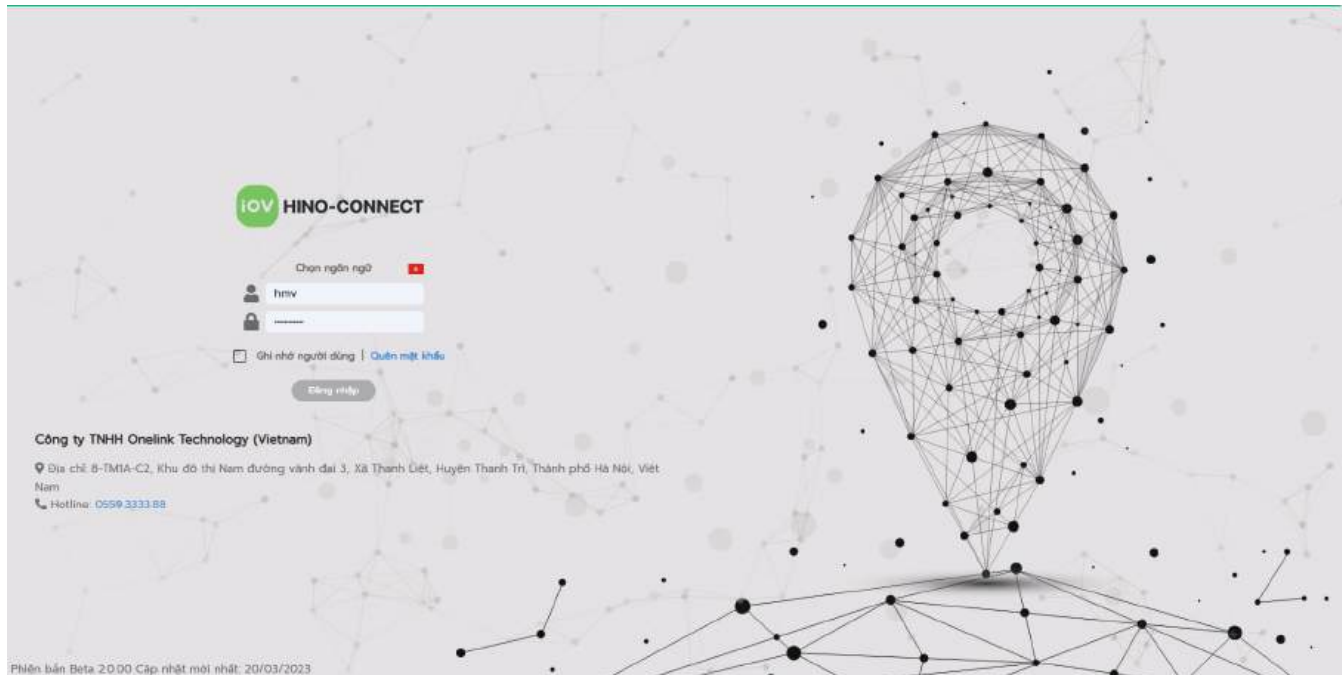 iOV HINO-CONNECT
Chọn ngôn ngữ
hmv
Ghi nhớ người dùng | Quên mật khẩu
Đăng nhập
Công ty TNHH Onelink Technology (Vietnam)
Địa chỉ: 8-TM1A-C2, Khu đô thị Nam đường vành đai 3, Xã Thanh Liệt, Huyện Thanh Trì, Thành phố Hà Nội, Việt
Nam
Hotline: 0559.3333.88
Phiên bản Beta 2.0.00 Cập nhật mới nhất: 20/03/2023